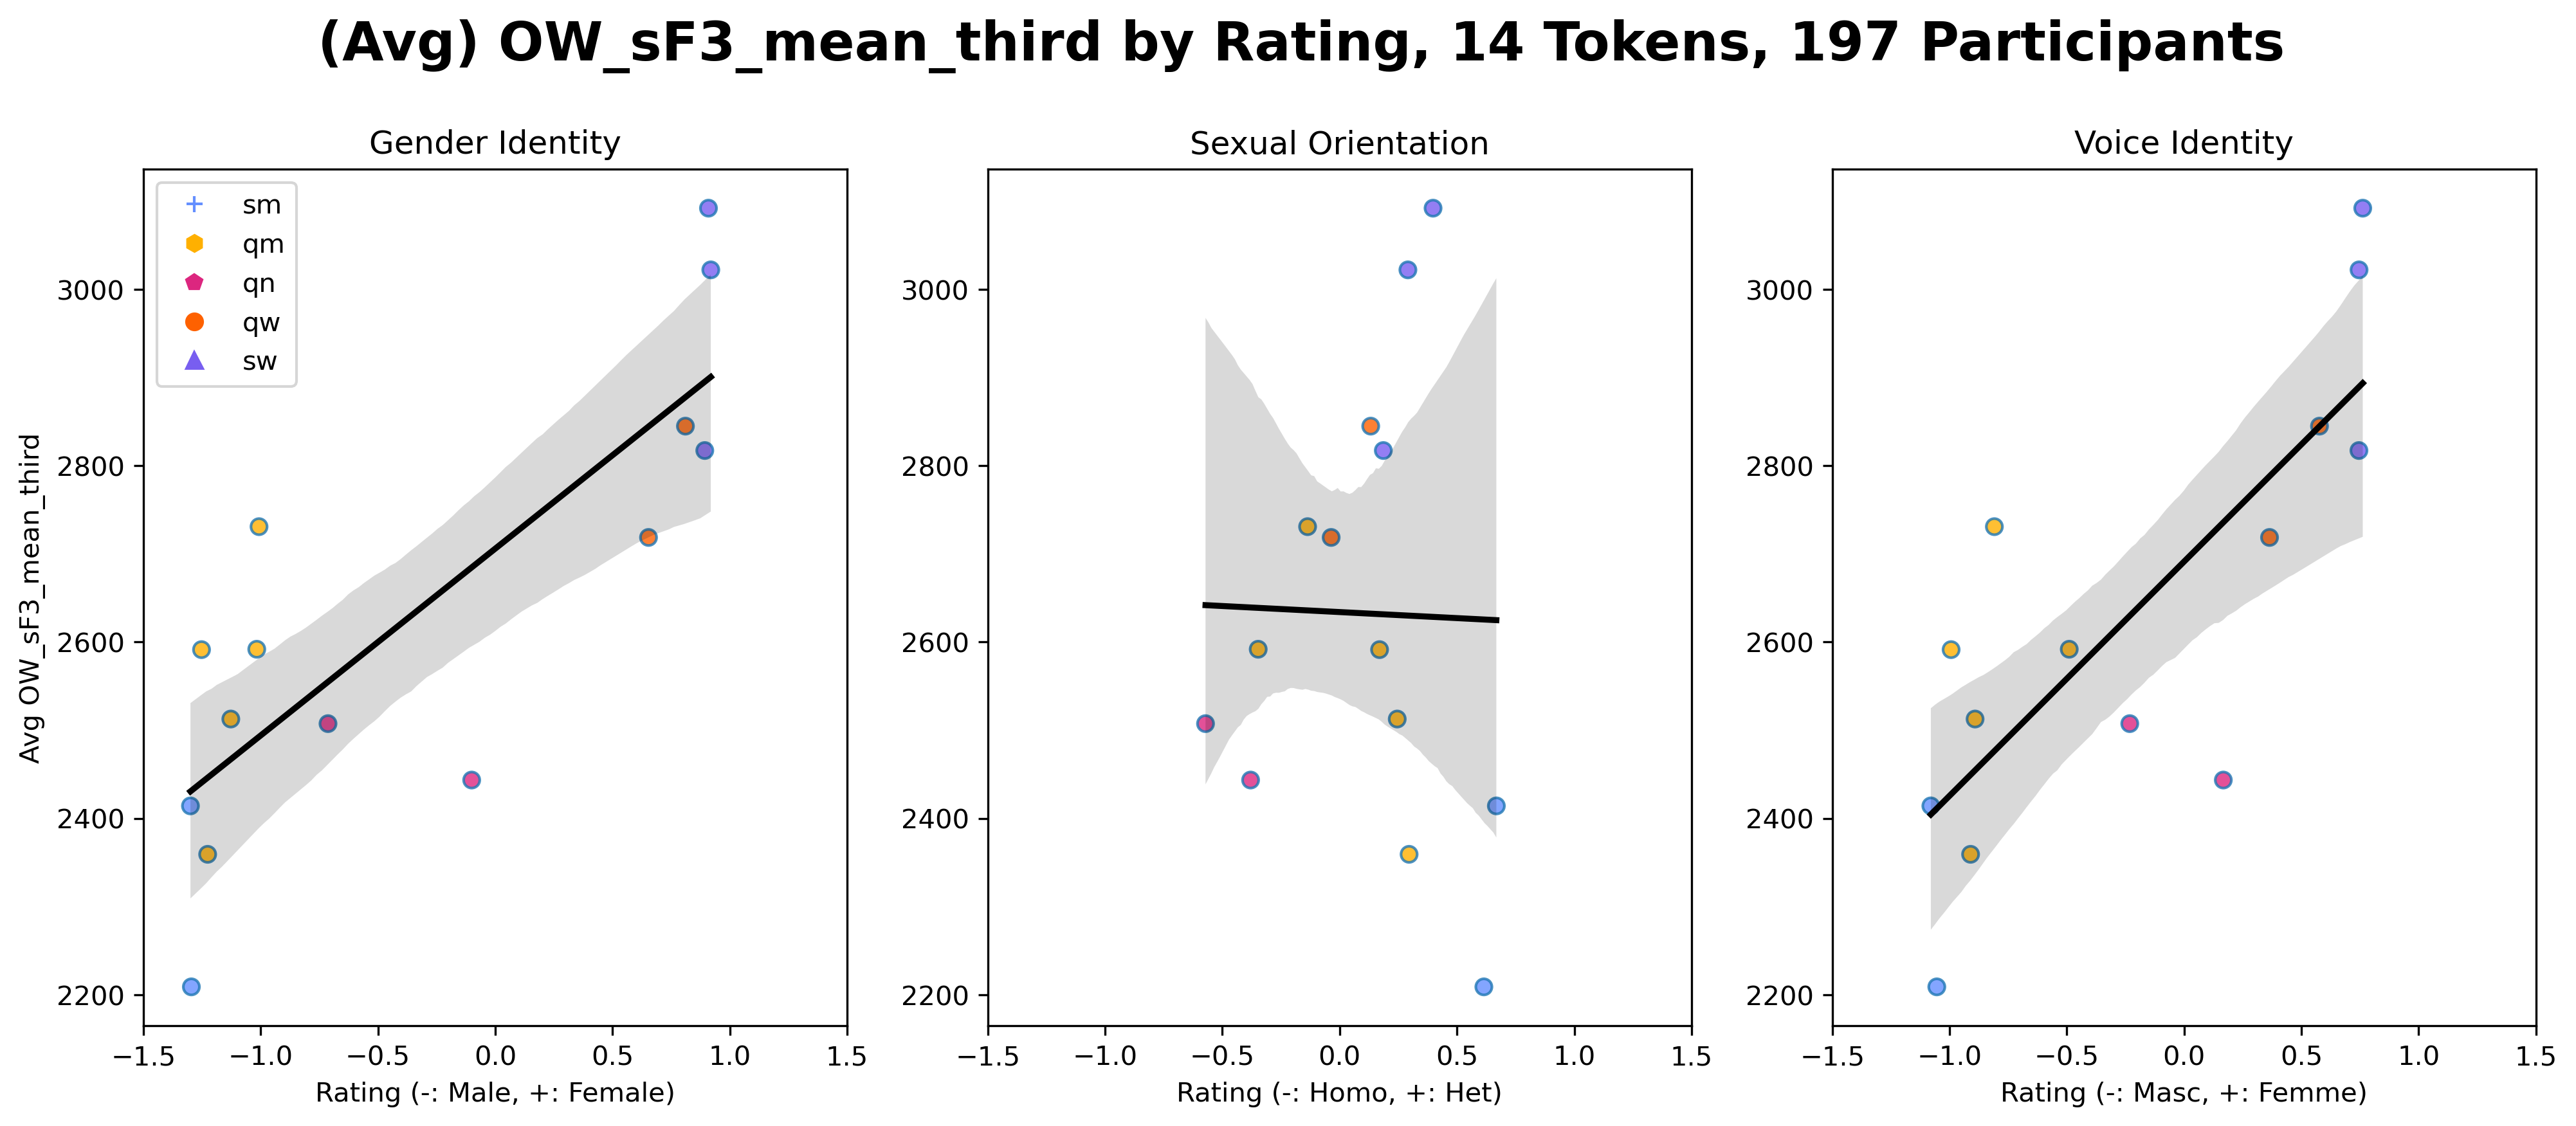 (Avg) OW_sF3_mean_third by Rating, 14 Tokens, 197 Participants
Gender Identity
Sexual Orientation
Voice Identity
sm
qm
qn
qw
sw
Avg OW_sF3_mean_third
3000
2800
2600
2400
2200
−1.5 −1.0 −0.5 0.0 0.5 1.0 1.5
Rating (-: Male, +: Female)
3000
2800
2600
2400
2200
−1.5 −1.0 −0.5 0.0 0.5 1.0 1.5
Rating (-: Homo, +: Het)
3000
2800
2600
2400
2200
−1.5 −1.0 −0.5 0.0 0.5 1.0 1.5
Rating (-: Masc, +: Femme)